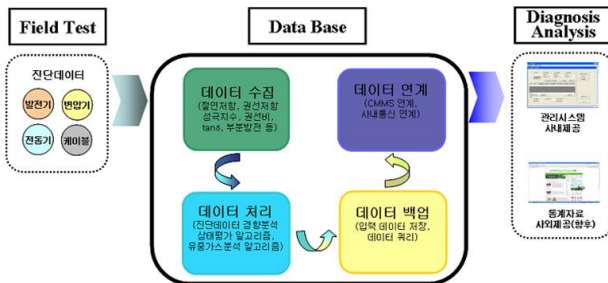 Field Test
Data Base
Diagnosis
Analysis
진단데이터
발전기
변압기
전동기
케이블
데이터 수집
(절연저항, 권선저항
성극지수, 권선비,
tanδ, 부분발전 등)
데이터 연계
(CMMS 연계,
사내통신 연계)
데이터 처리
(진단데이터 경향분석
상태평가 알고리즘,
유중가스분석 알고리즘)
데이터 백업
(입력 데이터 저장,
데이터 쿼리)
관리시스템
사내제공
통계자료
사외제공(향후)